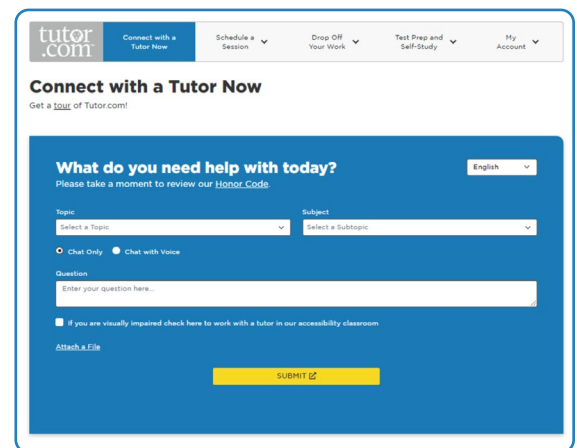 tutor
.com
Connect with a
Tutor Now
Schedule a
Session
Drop Off
Your Work
Test Prep and
Self-Study
My
Account
Connect with a Tutor Now
Get a tour of Tutor.com!
What do you need help with today?
English
Please take a moment to review our Honor Code.
Topic
Subject
Select a Topic
Select a Subtopic
Chat Only
Chat with Voice
Question
Enter your question here...
If you are visually impaired check here to work with a tutor in our accessibility classroom
Attach a File
SUBMIT